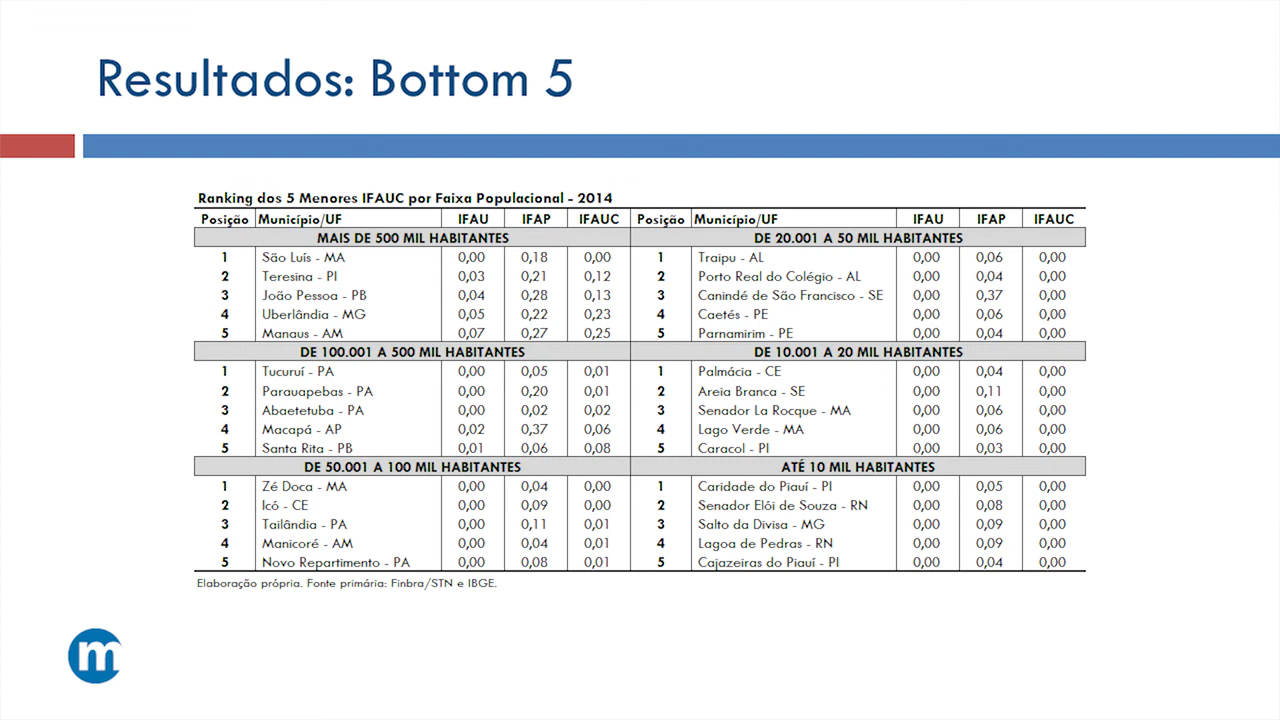 Resultados: Bottom 5
Ranking dos 5 Menores IFAUC por Faixa Populacional - 2014
Posição Município/UF IFAU IFAP IFAUC Posição Município/UF IFAU IFAP IFAUC
MAIS DE 500 MIL HABITANTES DE 20.001 A 50 MIL HABITANTES
1 São Luís - MA 0,00 0,18 0,00 1 Traipu - AL 0,00 0,06 0,00
2 Teresina - PI 0,03 0,21 0,12 2 Porto Real do Colégio - AL 0,00 0,04 0,00
3 João Pessoa - PB 0,04 0,28 0,13 3 Canindé de São Francisco - SE 0,00 0,37 0,00
4 Uberlândia - MG 0,05 0,22 0,23 4 Caetés - PE 0,00 0,06 0,00
5 Manaus - AM 0,07 0,27 0,25 5 Parnamirim - PE 0,00 0,04 0,00
DE 100.001 A 500 MIL HABITANTES DE 10.001 A 20 MIL HABITANTES
1 Tucuruí - PA 0,00 0,05 0,01 1 Palmácia - CE 0,00 0,04 0,00
2 Parauapebas - PA 0,00 0,20 0,01 2 Areia Branca - SE 0,00 0,11 0,00
3 Abaetetuba - PA 0,00 0,02 0,02 3 Senador La Rocque - MA 0,00 0,06 0,00
4 Macapá - AP 0,02 0,37 0,06 4 Lago Verde - MA 0,00 0,06 0,00
5 Santa Rita - PB 0,01 0,06 0,08 5 Caracol - PI 0,00 0,03 0,00
DE 50.001 A 100 MIL HABITANTES ATÉ 10 MIL HABITANTES
1 Zé Doca - MA 0,00 0,04 0,00 1 Caridade do Piauí - PI 0,00 0,05 0,00
2 Icó - CE 0,00 0,09 0,00 2 Senador Elói de Souza - RN 0,00 0,08 0,00
3 Tailândia - PA 0,00 0,11 0,01 3 Salto da Divisa - MG 0,00 0,09 0,00
4 Manicoré - AM 0,00 0,04 0,01 4 Lagoa de Pedras - RN 0,00 0,09 0,00
5 Novo Repartimento - PA 0,00 0,08 0,01 5 Cajazeiras do Piauí - PI 0,00 0,04 0,00
Elaboração própria. Fonte primária: Finbra/STN e IBGE.
m